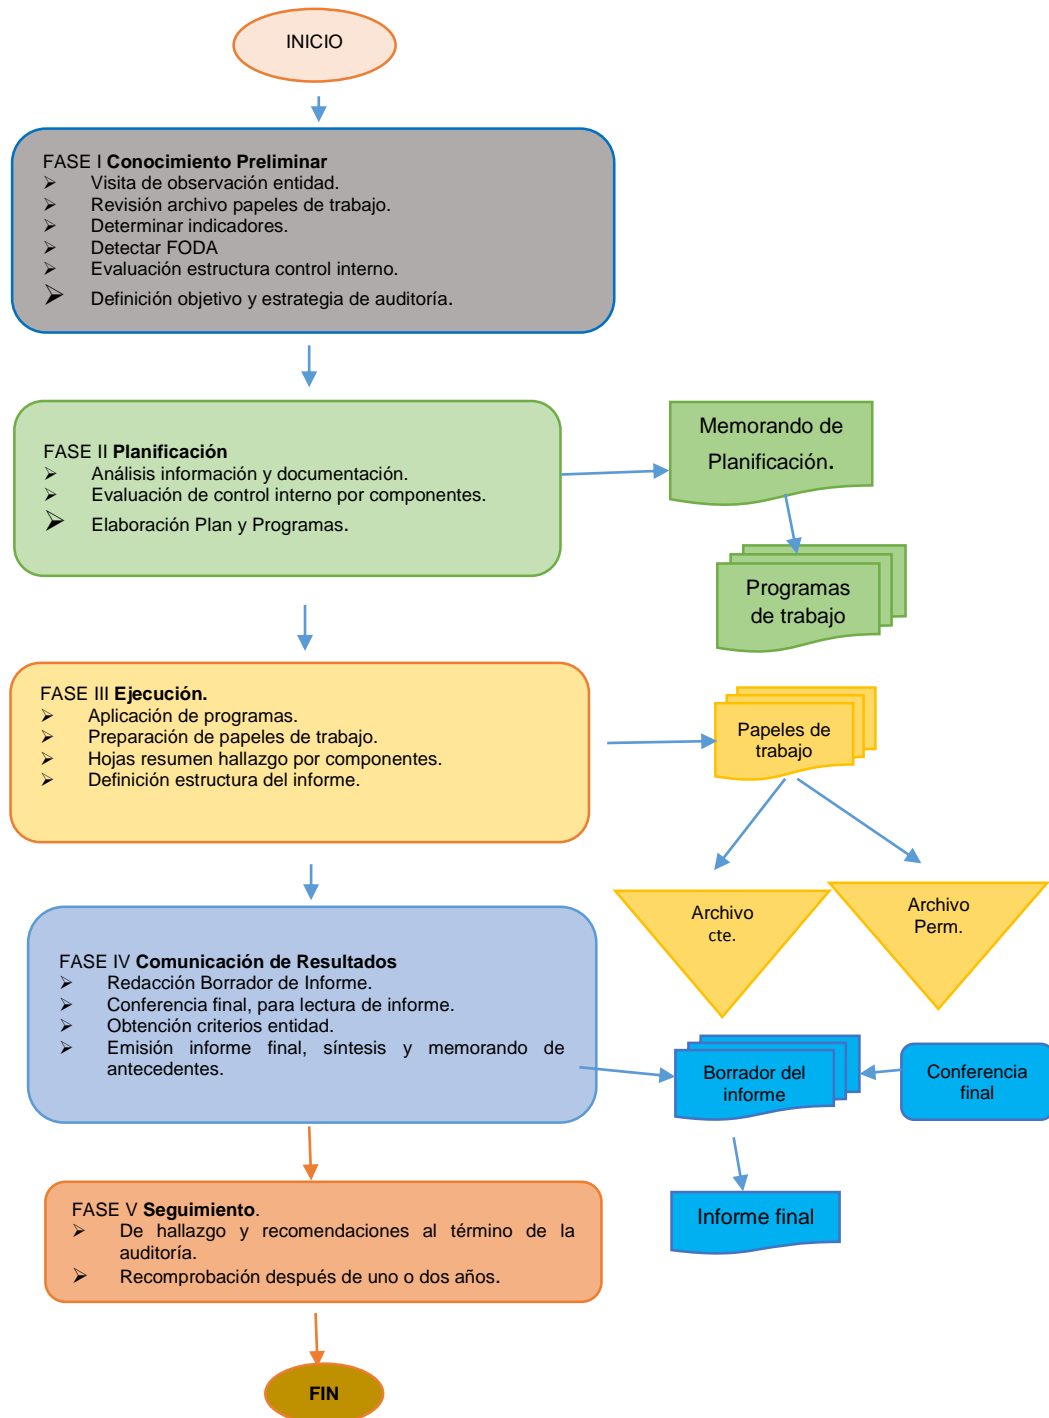 INICIO
FASE I Conocimiento Preliminar
➢ Visita de observación entidad.
➢ Revisión archivo papeles de trabajo.
➢ Determinar indicadores.
➢ Detectar FODA
➢ Evaluación estructura control interno.
➢ Definición objetivo y estrategia de auditoría.
FASE II Planificación
➢ Análisis información y documentación.
➢ Evaluación de control interno por componentes.
➢ Elaboración Plan y Programas.
Memorando de
Planificación.
Programas
de trabajo
FASE III Ejecución.
➢ Aplicación de programas.
➢ Preparación de papeles de trabajo.
➢ Hojas resumen hallazgo por componentes.
➢ Definición estructura del informe.
Papeles de
trabajo
Archivo
cte.
Archivo
Perm.
FASE IV Comunicación de Resultados
➢ Redacción Borrador de Informe.
➢ Conferencia final, para lectura de informe.
➢ Obtención criterios entidad.
➢ Emisión informe final, síntesis y memorando de
antecedentes.
Borrador del
informe
Conferencia
final
Informe final
FASE V Seguimiento.
➢ De hallazgo y recomendaciones al término de la
auditoría.
➢ Recomprobación después de uno o dos años.
FIN